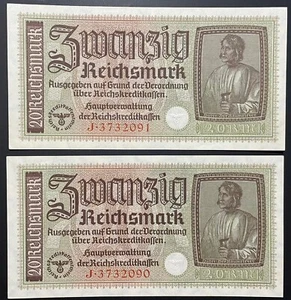 20 Reichsmark
Zwanzig
Reichsmark
Ausgegeben auf Grund der Verordnung
über Reichskreditkassen.
Hauptverwaltung
der Reichskreditkassen.
J·3732091
20 Reichsmark
Zwanzig
Reichsmark
Ausgegeben auf Grund der Verordnung
über Reichskreditkassen.
Hauptverwaltung
der Reichskreditkassen.
J·3732090